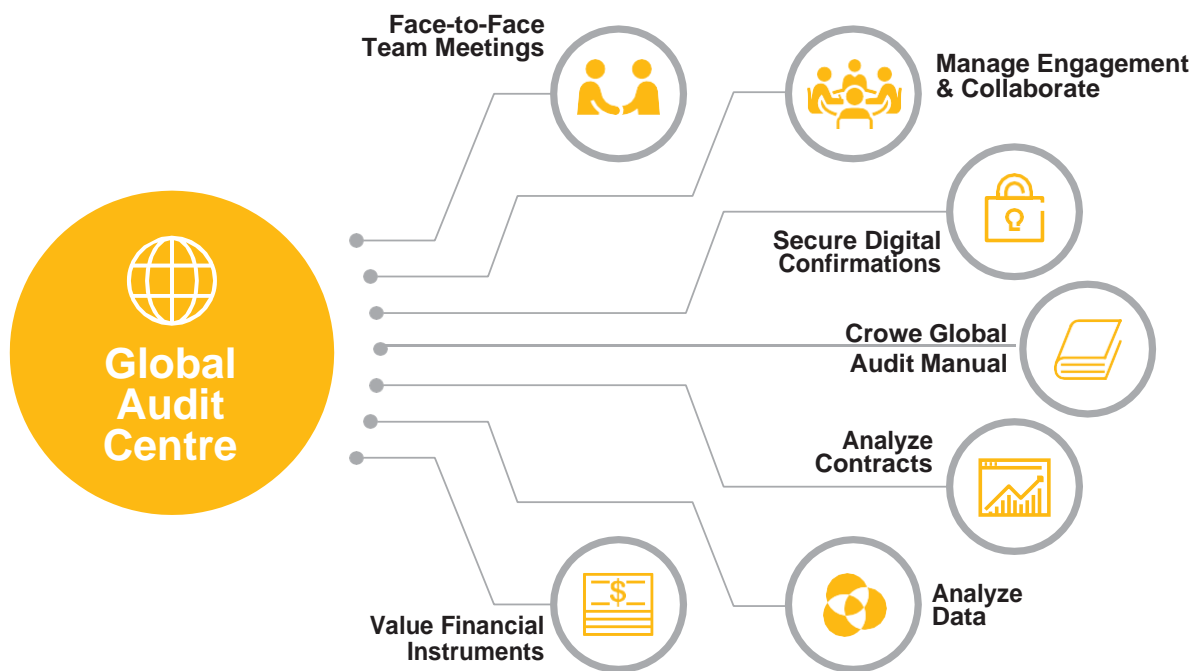 Face-to-Face
Team Meetings
Manage Engagement
& Collaborate
Secure Digital
Confirmations
Global
Audit
Centre
Crowe Global
Audit Manual
Analyze
Contracts
$
Analyze
Data
Value Financial
Instruments